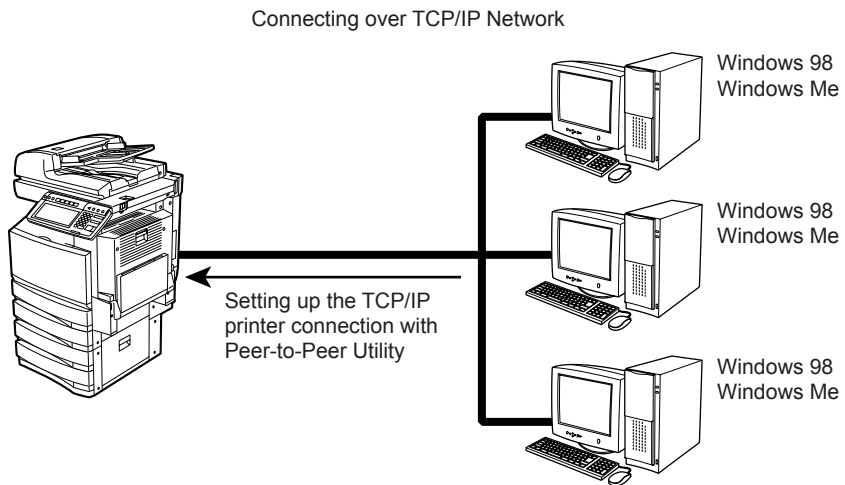 Connecting over TCP/IP Network
Windows 98
Windows Me
Windows 98
Windows Me
Setting up the TCP/IP
printer connection with
Peer-to-Peer Utility
Windows 98
Windows Me